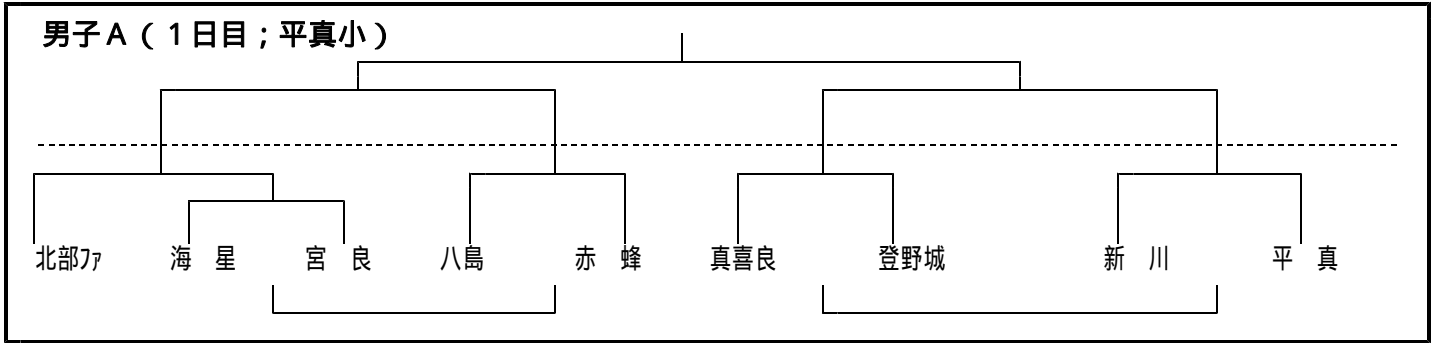 男子A(1日目;平真小)
北部ファ 海 星 宮 良 八島 赤 蜂 真喜良 登野城 新 川 平 真